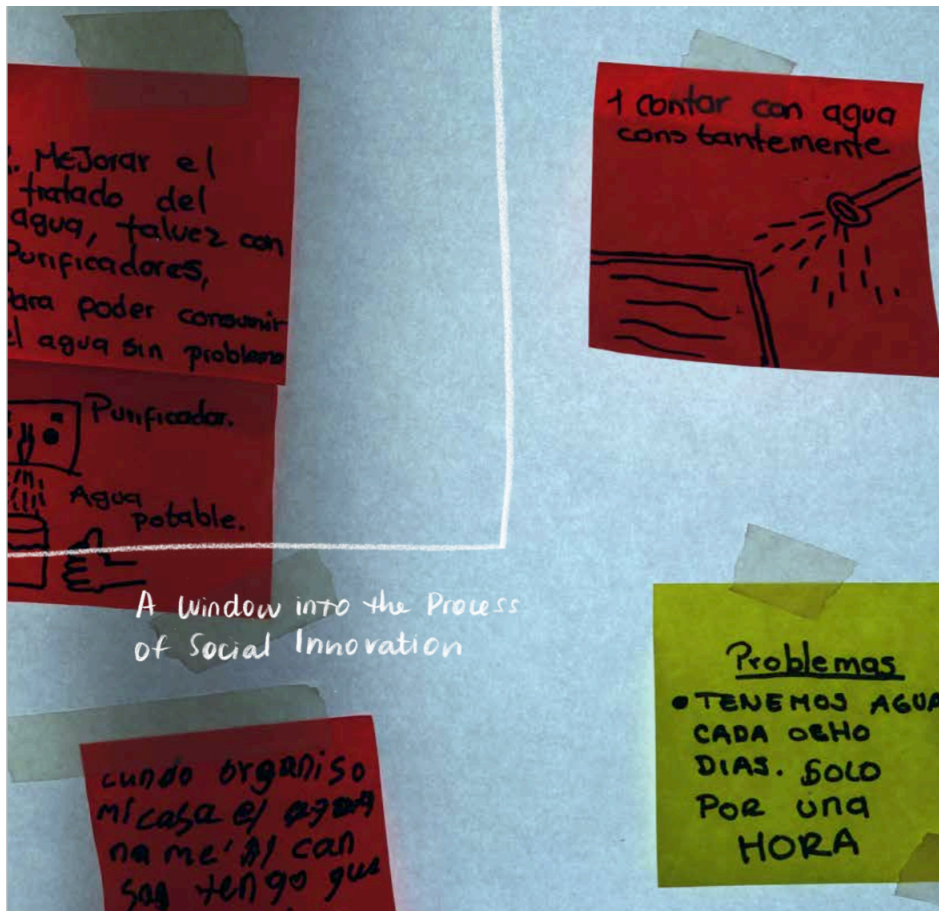 Mejorar el
tratado del
agua, talvez con
Purificadores,
Para poder consumir
el agua sin problema
Purificador.
Agua
potable.
1 contar con agua
constantemente
A Window into the Process
of Social Innovation
Problemas
• TENEMOS AGUA
CADA OCHO
DIAS. SOLO
POR una
HORA
cundo organiso
mi casa el
na me
tengo que